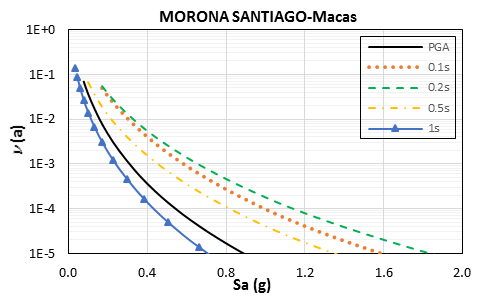 MORONA SANTIAGO-Macas
1E+0
1E-1
1E-2
1E-3
1E-4
1E-5
ν (a)
PGA
0.1s
0.2s
0.5s
1s
0.0 0.4 0.8 1.2 1.6 2.0
Sa (g)